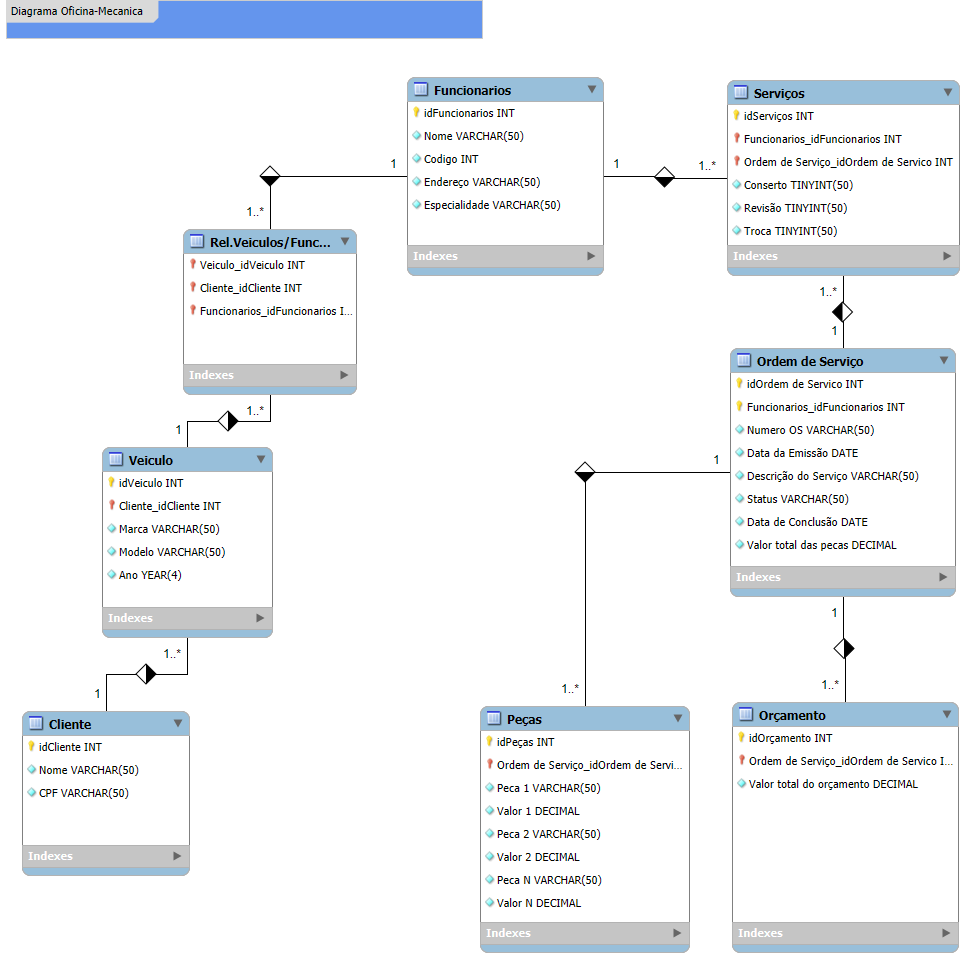 Diagrama Oficina-Mecanica
Funcionarios
idFuncionarios INT
Nome VARCHAR(50)
Codigo INT
Endereço VARCHAR(50)
Especialidade VARCHAR(50)
Indexes
1
1..*
1
1..*
Serviços
idServiços INT
Funcionarios_idFuncionarios INT
Ordem de Serviço_idOrdem de Servico INT
Conserto TINYINT(50)
Revisão TINYINT(50)
Troca TINYINT(50)
Indexes
1..*
1
Rel.Veiculos/Func...
Veiculo_idVeiculo INT
Cliente_idCliente INT
Funcionarios_idFuncionarios I...
Indexes
1..*
1
Ordem de Serviço
idOrdem de Servico INT
Funcionarios_idFuncionarios INT
Numero OS VARCHAR(50)
Data da Emissão DATE
Descrição do Serviço VARCHAR(50)
Status VARCHAR(50)
Data de Conclusão DATE
Valor total das pecas DECIMAL
Indexes
1
1..*
1
1..*
Veiculo
idVeiculo INT
Cliente_idCliente INT
Marca VARCHAR(50)
Modelo VARCHAR(50)
Ano YEAR(4)
Indexes
1..*
1
Cliente
idCliente INT
Nome VARCHAR(50)
CPF VARCHAR(50)
Indexes
Peças
idPeças INT
Ordem de Serviço_idOrdem de Servi...
Peca 1 VARCHAR(50)
Valor 1 DECIMAL
Peca 2 VARCHAR(50)
Valor 2 DECIMAL
Peca N VARCHAR(50)
Valor N DECIMAL
Indexes
Orçamento
idOrçamento INT
Ordem de Serviço_idOrdem de Servico I...
Valor total do orçamento DECIMAL
Indexes